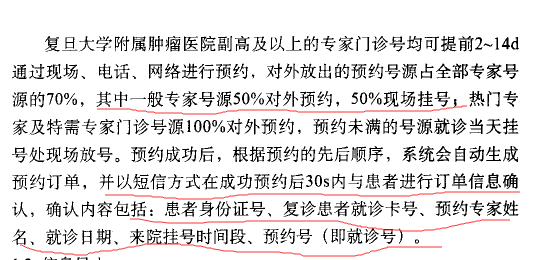 复旦大学附属肿瘤医院副高及以上的专家门诊号均可提前2~14d
通过现场、电话、网络进行预约，对外放出的预约号源占全部专家号
源的70%，其中一般专家号源50%对外预约，50%现场挂号；热门专
家及特需专家门诊号源100%对外预约，预约未满的号源就诊当天挂
号处现场放号。预约成功后，根据预约的先后顺序，系统会自动生成
预约订单，并以短信方式在成功预约后30s内与患者进行订单信息确
认，确认内容包括：患者身份证号、复诊患者就诊卡号、预约专家姓
名、就诊日期、来院挂号时间段、预约号（即就诊号）。